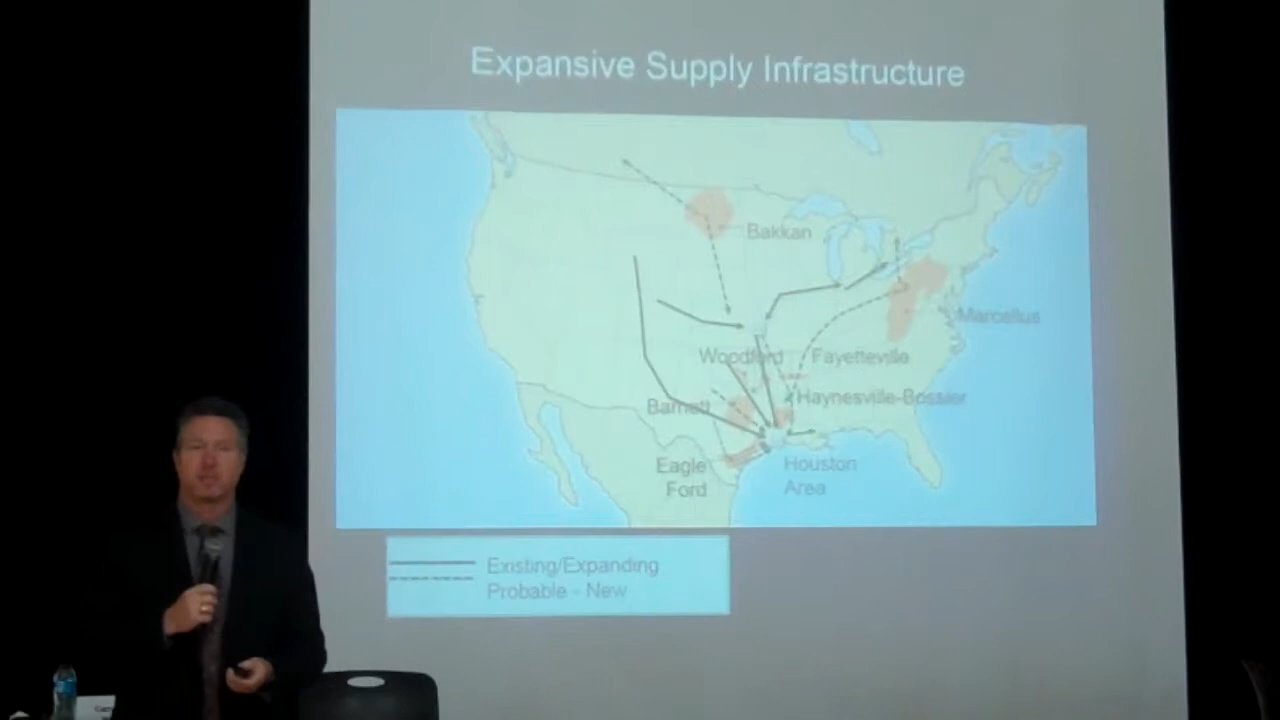 Expansive Supply Infrastructure
Bakkan
Marcellus
Woodford
Fayetteville
Barnett
Haynesville-Bossier
Eagle
Ford
Houston
Area
Existing/Expanding
Probable - New